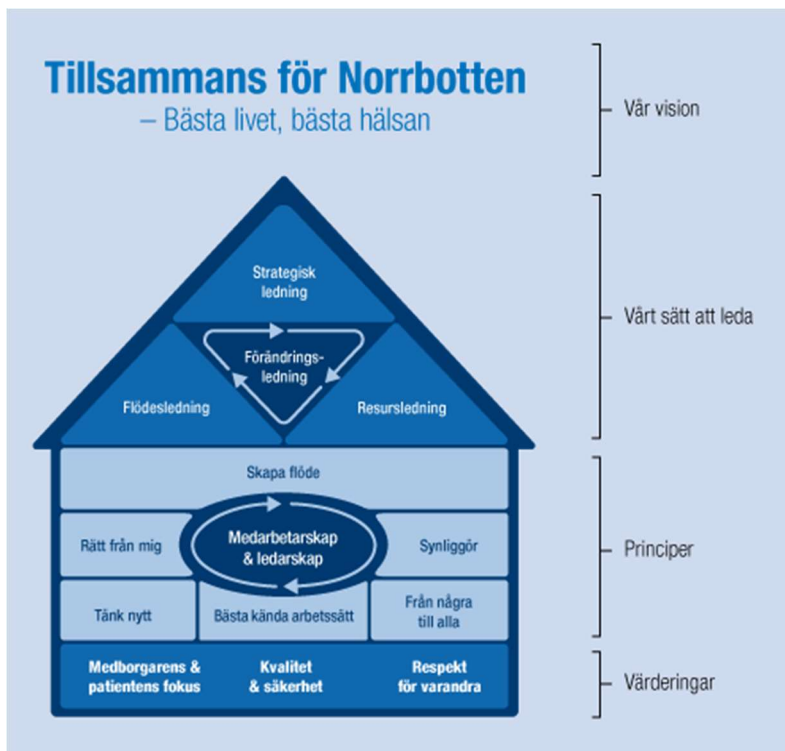 Tillsammans för Norrbotten
– Bästa livet, bästa hälsan
Vår vision
Strategisk
ledning
Förändrings-
ledning
Flödesledning
Resursledning
Vårt sätt att leda
Skapa flöde
Rätt från mig
Medarbetarskap
& ledarskap
Synliggör
Tänk nytt
Bästa kända arbetssätt
Från några
till alla
Principer
Medborgarens &
patientens fokus
Kvalitet
& säkerhet
Respekt
för varandra
Värderingar